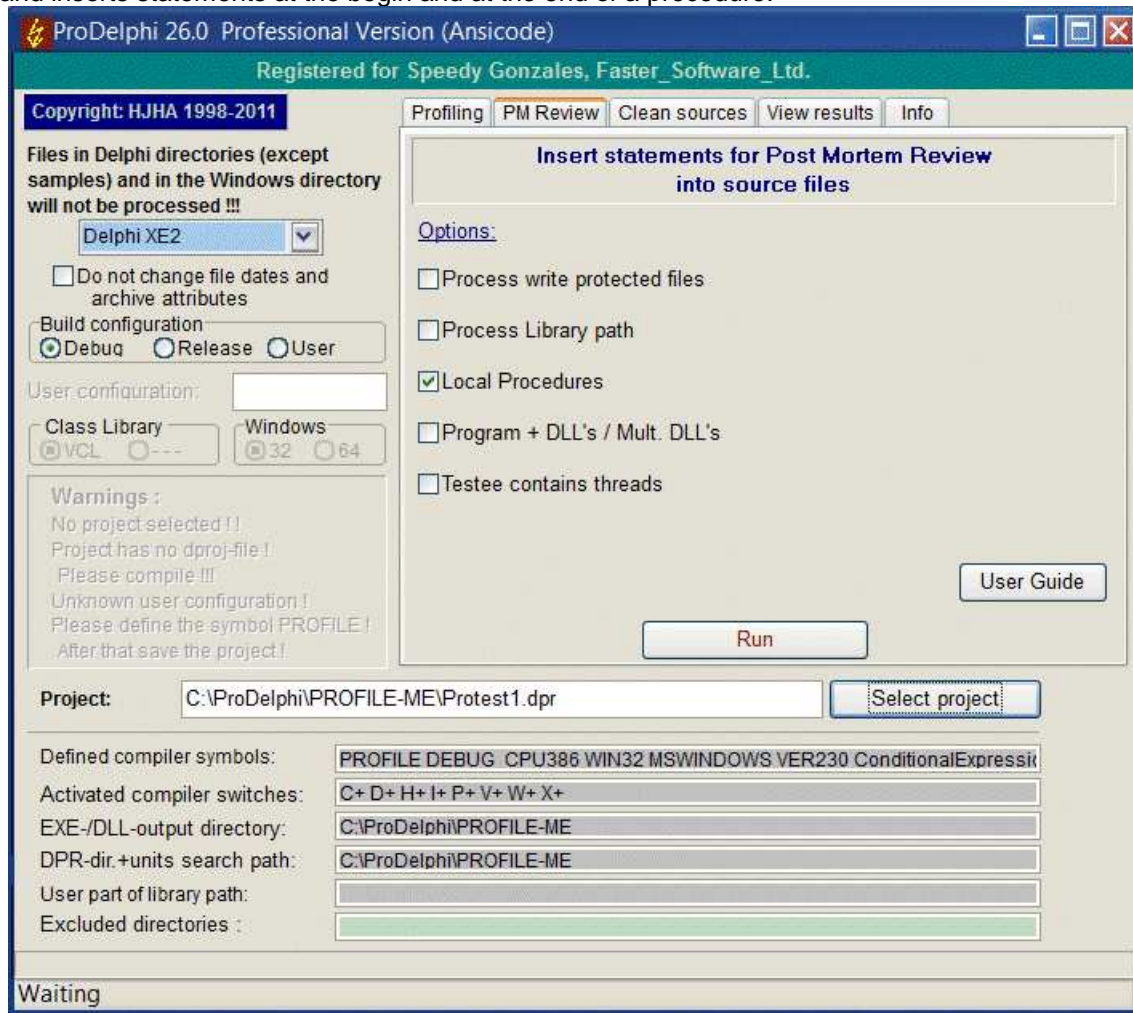 and inserts statements at the begin and at the end of a procedure.
ProDelphi 26.0 Professional Version (Ansicode)
Registered for Speedy Gonzales, Faster_Software_Ltd.
Copyright: HJHA 1998-2011
Files in Delphi directories (except
samples) and in the Windows directory
will not be processed !!!
Delphi XE2
Do not change file dates and
archive attributes
Build configuration
Debug Release User
User configuration:
Class Library Windows
VCL --- 32 64
Warnings :
No project selected ! !
Project has no dproj-file !
Please compile !!!
Unknown user configuration !
Please define the symbol PROFILE !
After that save the project !
Profiling PM Review Clean sources View results Info
Insert statements for Post Mortem Review
into source files
Options:
Process write protected files
Process Library path
Local Procedures
Program + DLL's / Mult. DLL's
Testee contains threads
User Guide
Run
Project: C:\ProDelphi\PROFILE-ME\Protest1.dpr Select project
Defined compiler symbols: PROFILE DEBUG CPU386 WIN32 MSWINDOWS VER230 ConditionalExpressi
Activated compiler switches: C+ D+ H+ I+ P+ V+ W+ X+
EXE-/DLL-output directory: C:\ProDelphi\PROFILE-ME
DPR-dir.+units search path: C:\ProDelphi\PROFILE-ME
User part of library path:
Excluded directories :
Waiting